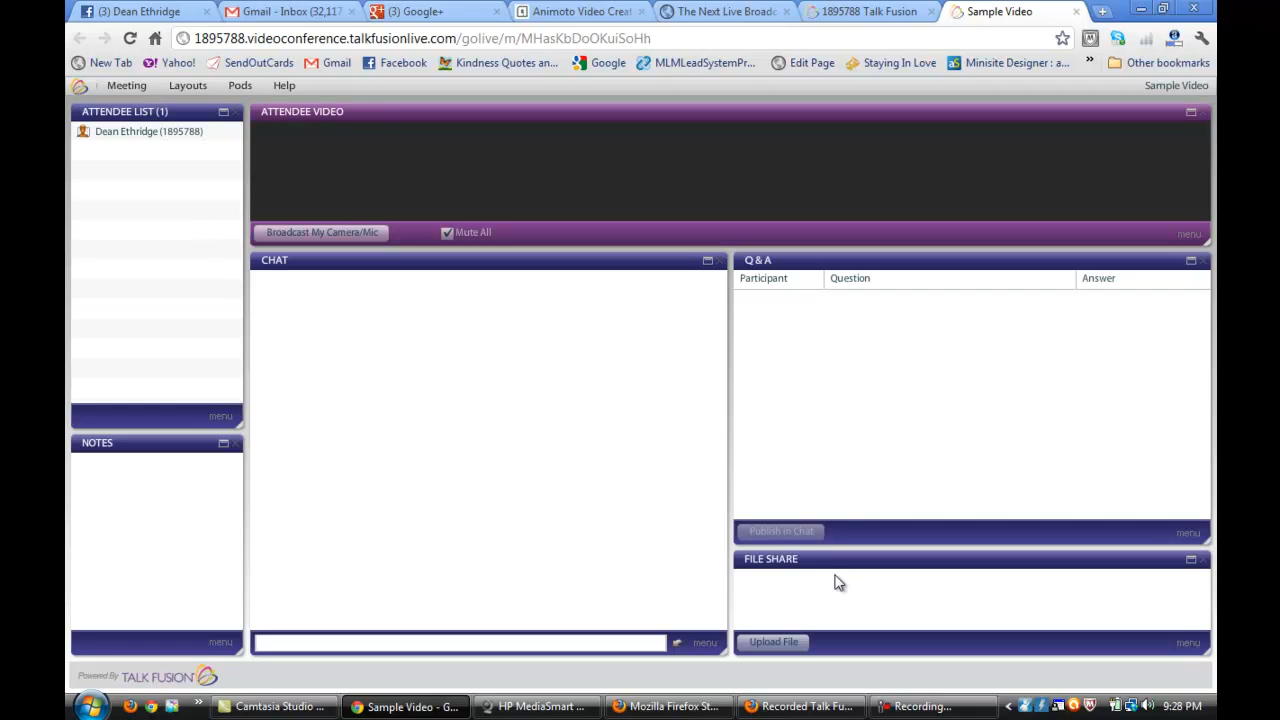 (3) Dean Ethridge
Gmail - Inbox (32,117
(3) Google+
Animoto Video Creat
The Next Live Broadc
1895788 Talk Fusion
Sample Video
1895788.videoconference.talkfusionlive.com/golive/m/MHasKbDoOKuiSoHh
New Tab
Yahoo!
SendOutCards
Gmail
Facebook
Kindness Quotes an...
Google
MLMLeadSystemPr...
Edit Page
Staying In Love
Minisite Designer : a...
Other bookmarks
Meeting
Layouts
Pods
Help
Sample Video
ATTENDEE LIST (1)
Dean Ethridge (1895788)
menu
NOTES
menu
ATTENDEE VIDEO
Broadcast My Camera/Mic
Mute All
menu
CHAT
menu
Q & A
Participant
Question
Answer
Publish in Chat
menu
FILE SHARE
Upload File
menu
Powered By TALK FUSION
Camtasia Studio ...
Sample Video - G...
HP MediaSmart ...
Mozilla Firefox St...
Recorded Talk Fu...
Recording...
9:28 PM